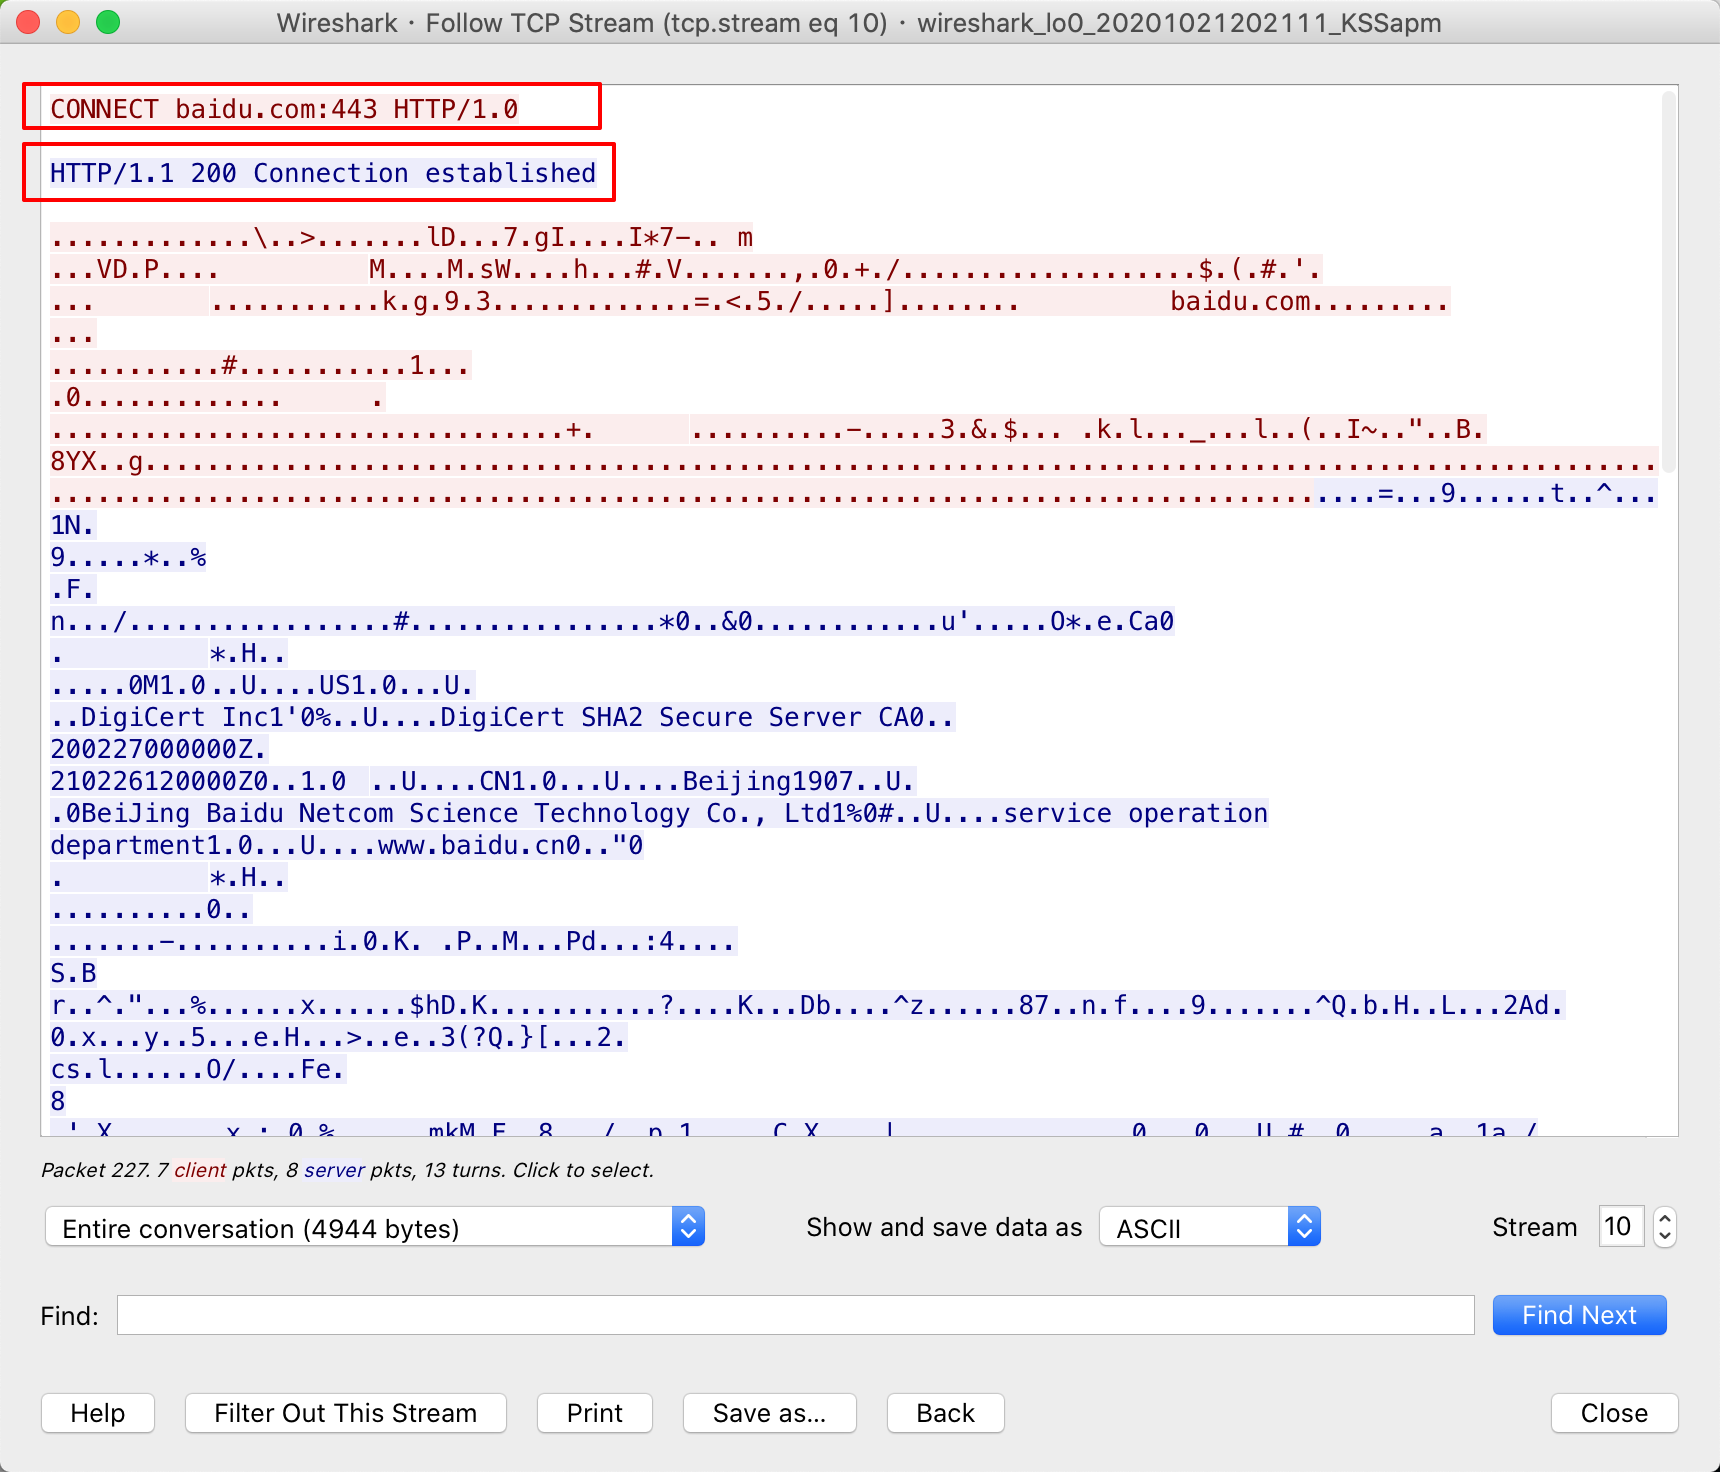 Wireshark · Follow TCP Stream (tcp.stream eq 10) · wireshark_lo0_20201021202111_KSSapm
CONNECT baidu.com:443 HTTP/1.0
HTTP/1.1 200 Connection established
.............\..>.......lD...7.gI....I*7-.. m
...VD.P.... M....M.sW....h...#.V.......,.0.+./...................$.(.#.'.
... ...........k.g.9.3.............=.<.5./.....]........ baidu.com.........
...
...........#...........1...
.0............. .
.................................+. ..........-.....3.&.$... .k.l..._...l..(..I~.."..B.
8YX..g.................................................................................................
.....................................................................................=...9......t..^...
1N.
9.....*..%
.F.
n.../.................#................*0..&0............u'.....O*.e.Ca0
. *.H..
.....0M1.0..U....US1.0...U.
..DigiCert Inc1'0%..U....DigiCert SHA2 Secure Server CA0..
200227000000Z.
210226120000Z0..1.0 ..U....CN1.0...U....Beijing1907..U.
.0BeiJing Baidu Netcom Science Technology Co., Ltd1%0#..U....service operation
department1.0...U....www.baidu.cn0.."0
. *.H..
..........0..
.......-..........i.0.K. .P..M...Pd...:4....
S.B
r..^."...%......x......$hD.K...........?....K...Db....^z......87..n.f....9.......^Q.b.H..L...2Ad.
0.x...y..5...e.H...>..e..3(?Q.}[...2.
cs.l......O/....Fe.
8
Packet 227. 7 client pkts, 8 server pkts, 13 turns. Click to select.
Entire conversation (4944 bytes) Show and save data as ASCII Stream 10
Find: Find Next
Help Filter Out This Stream Print Save as... Back Close